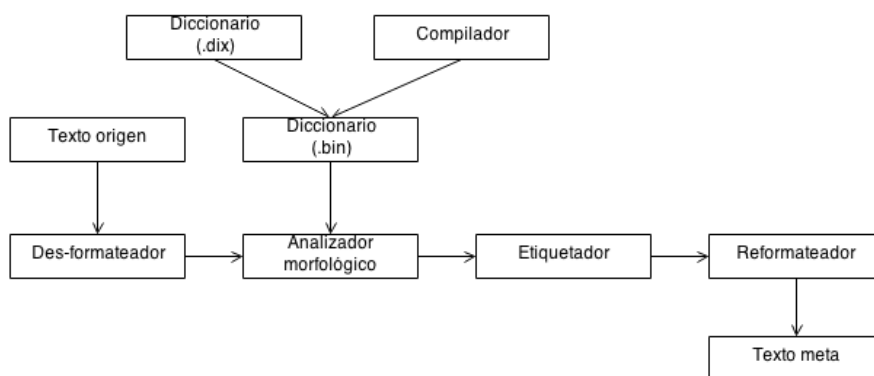 Diccionario
(.dix)
Compilador
Texto origen
Diccionario
(.bin)
Des-formateador
Analizador
morfológico
Etiquetador
Reformateador
Texto meta